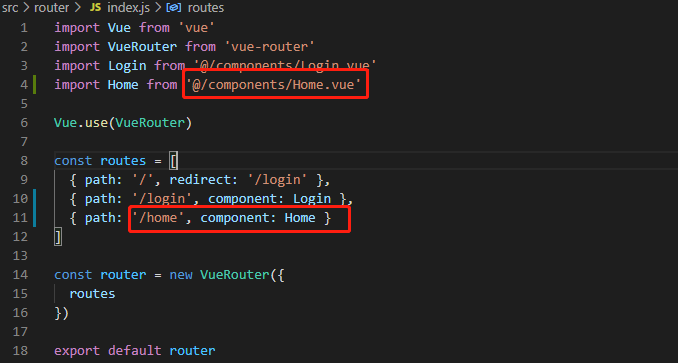 src > router > JS index.js > routes
1 import Vue from 'vue'
2 import VueRouter from 'vue-router'
3 import Login from '@/components/Login.vue'
4 import Home from '@/components/Home.vue'
5
6 Vue.use(VueRouter)
7
8 const routes = [
9 { path: '/', redirect: '/login' },
10 { path: '/login', component: Login },
11 { path: '/home', component: Home }
12 ]
13
14 const router = new VueRouter({
15 routes
16 })
17
18 export default router